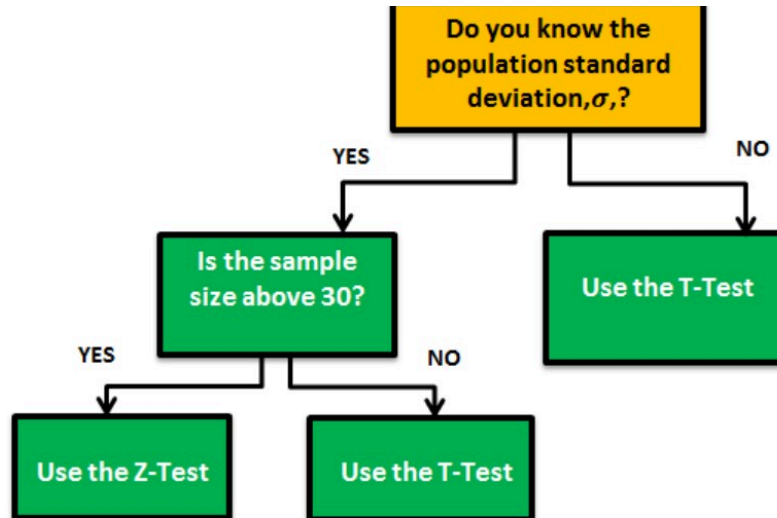 Do you know the
population standard
deviation,σ,?
YES
NO
Is the sample
size above 30?
Use the T-Test
YES
NO
Use the Z-Test
Use the T-Test